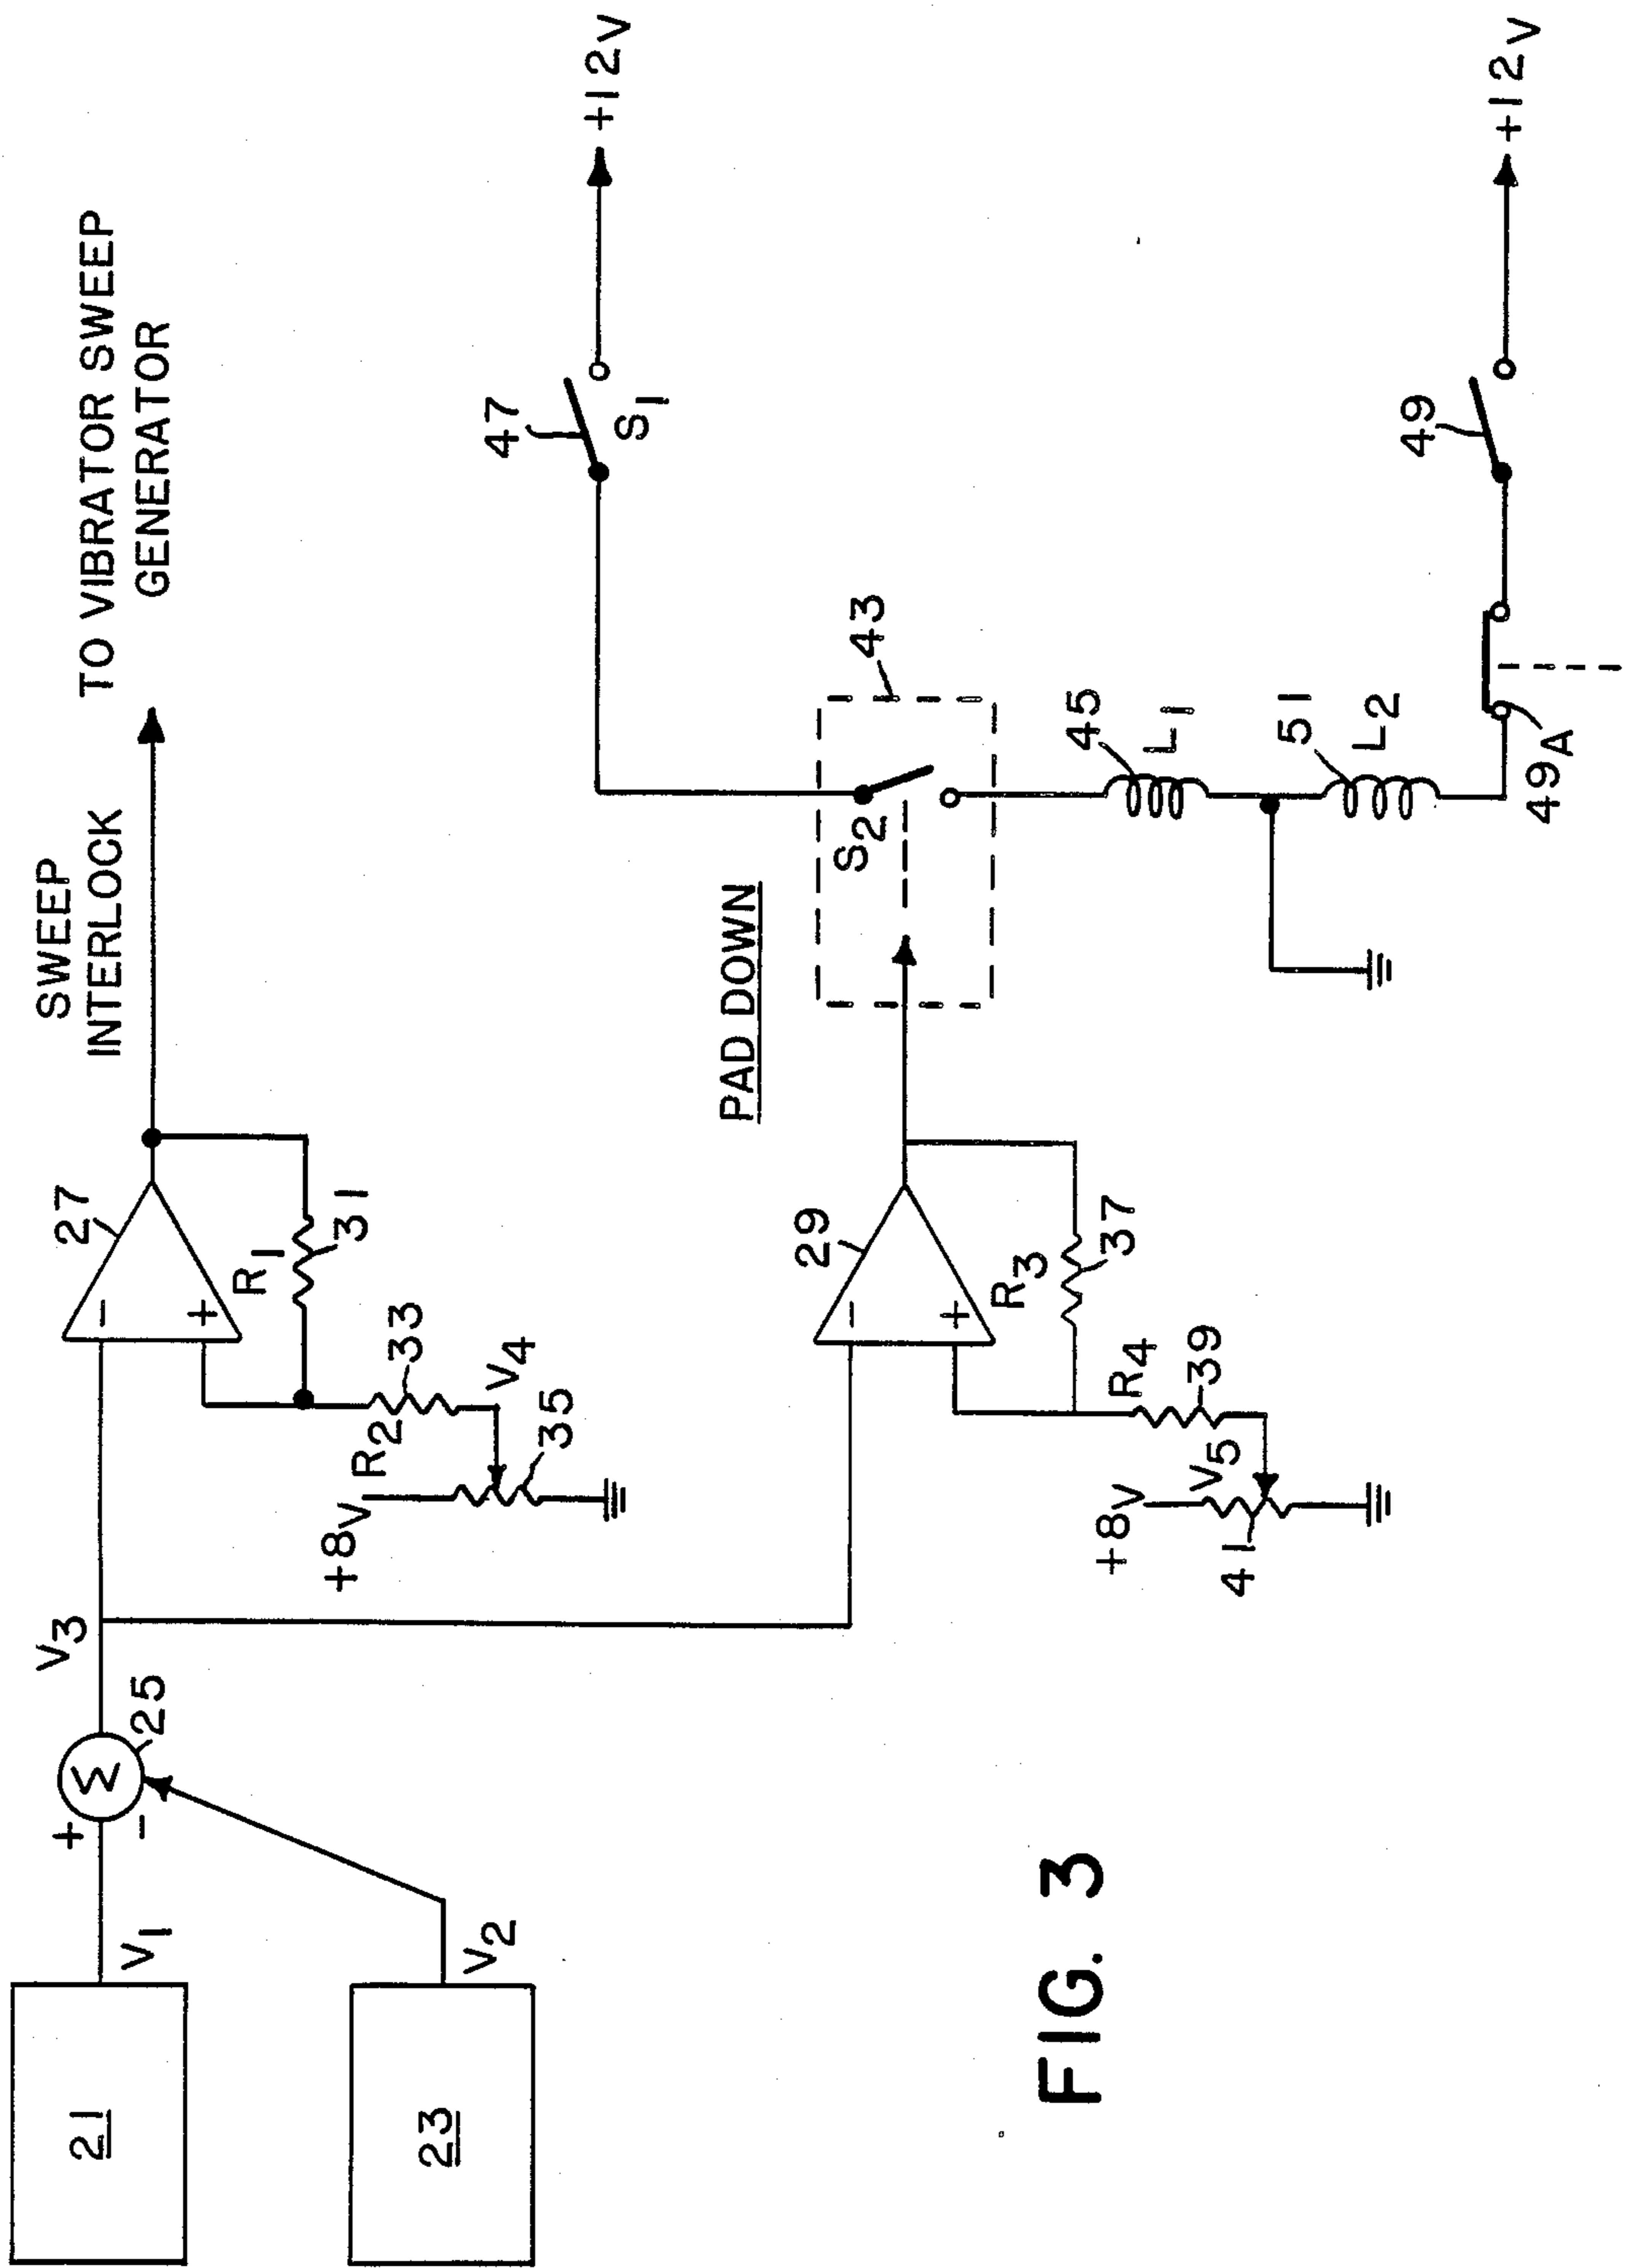 21
V1
23
V2
+
-
Σ
25
V3
27
-
+
R1
31
R2
33
V4
+8V
35
SWEEP
INTERLOCK
TO VIBRATOR SWEEP
GENERATOR
29
-
+
R3
37
R4
39
V5
+8V
41
PAD DOWN
43
S2
47
S1
+12V
45
L1
51
L2
49A
49
+12V
FIG. 3